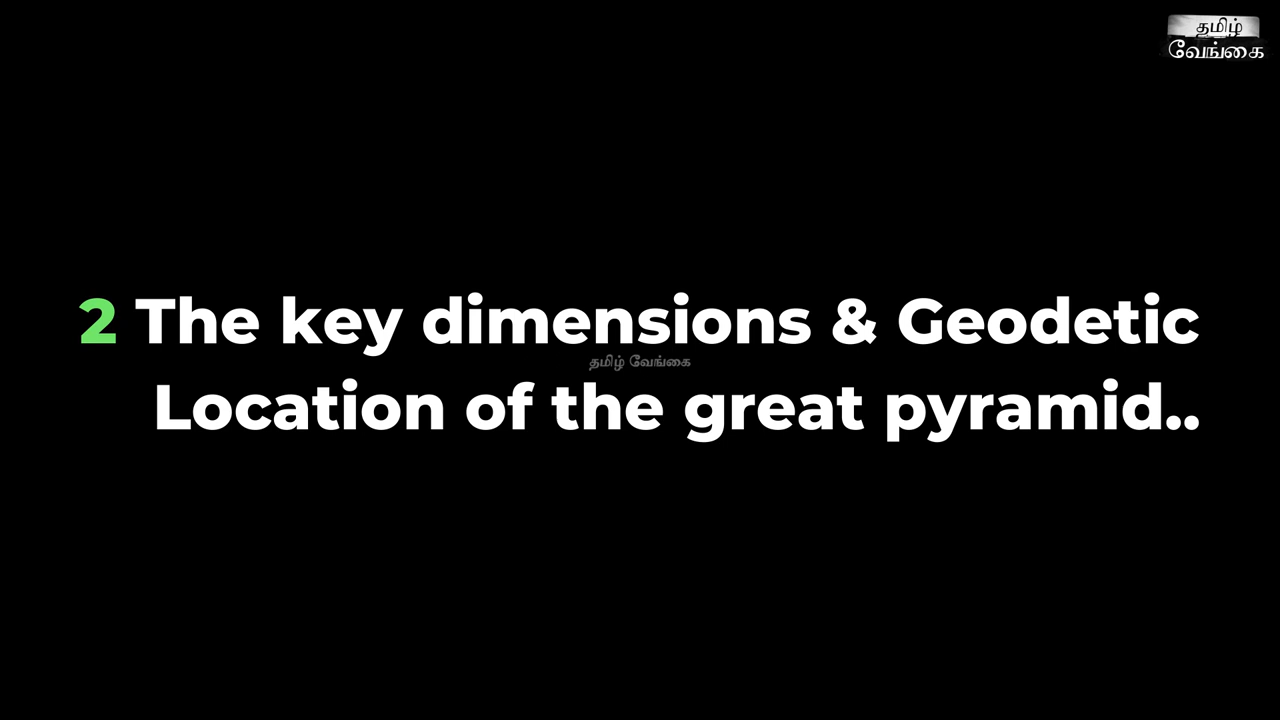 தமிழ்
வேங்கை
2 The key dimensions & Geodetic
தமிழ் வேங்கை
Location of the great pyramid..